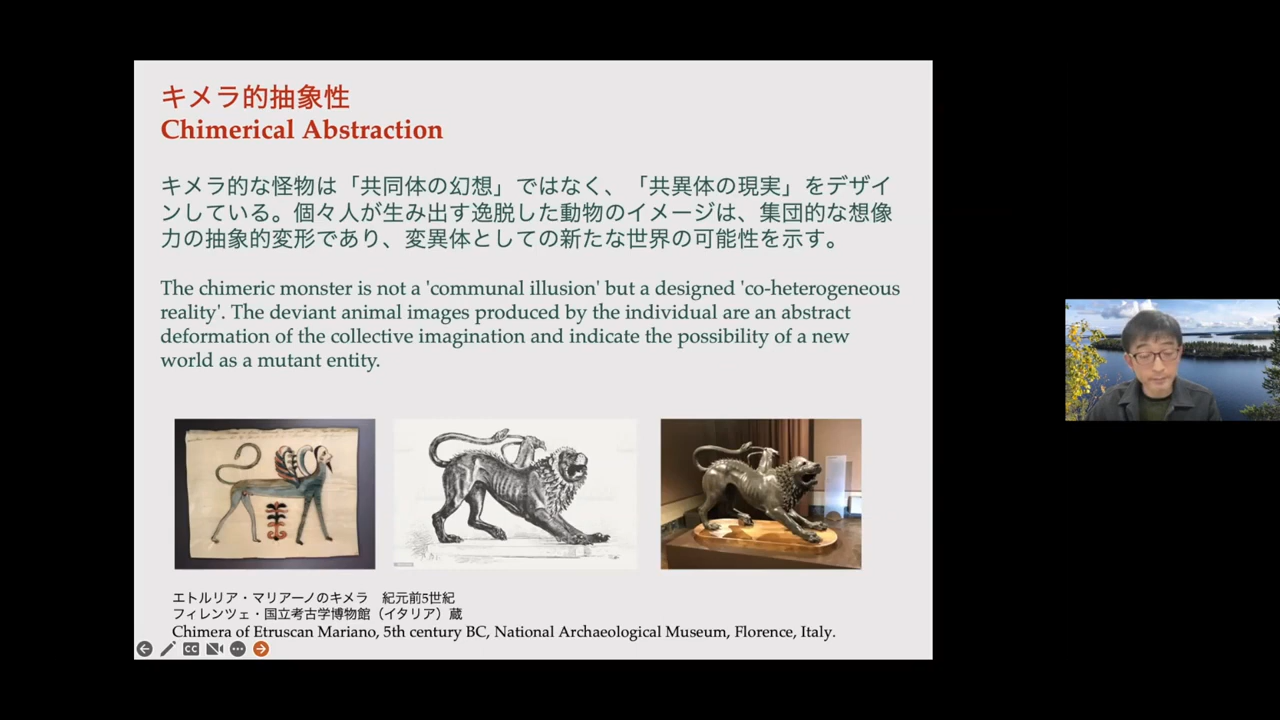 キメラ的抽象性
Chimerical Abstraction
キメラ的な怪物は「共同体の幻想」ではなく、「共異体の現実」をデザイ
ンしている。個々人が生み出す逸脱した動物のイメージは、集団的な想像
力の抽象的変形であり、変異体としての新たな世界の可能性を示す。
The chimeric monster is not a 'communal illusion' but a designed 'co-heterogeneous
reality'. The deviant animal images produced by the individual are an abstract
deformation of the collective imagination and indicate the possibility of a new
world as a mutant entity.
エトルリア・マリアーノのキメラ　紀元前5世紀
フィレンツェ・国立考古学博物館（イタリア）蔵
Chimera of Etruscan Mariano, 5th century BC, National Archaeological Museum, Florence, Italy.
CC